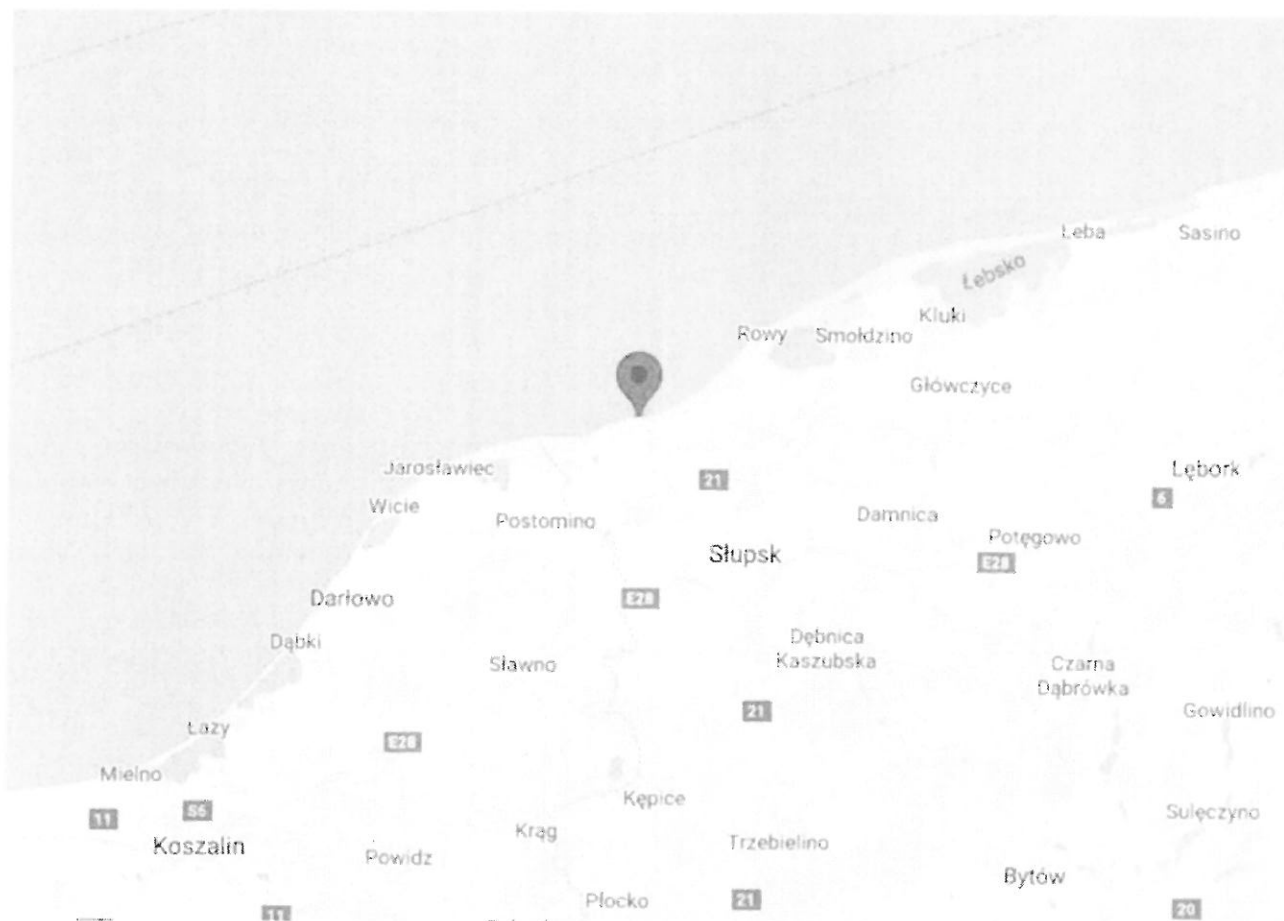 Łeba
Sasino
Łebsko
Kluki
Rowy
Smołdzino
Główczyce
Jarosławiec
21
Lębork
6
Wicie
Postomino
Damnica
Potęgowo
Słupsk
E28
Darłowo
E28
Dąbki
Dębnica
Kaszubska
Sławno
Czarna
Dąbrówka
21
Gowidlino
Łazy
E28
Mielno
Kępice
11
S6
Sulęczyno
Krąg
Koszalin
Powidz
Trzebielino
Bytów
Płocko
21
20
11